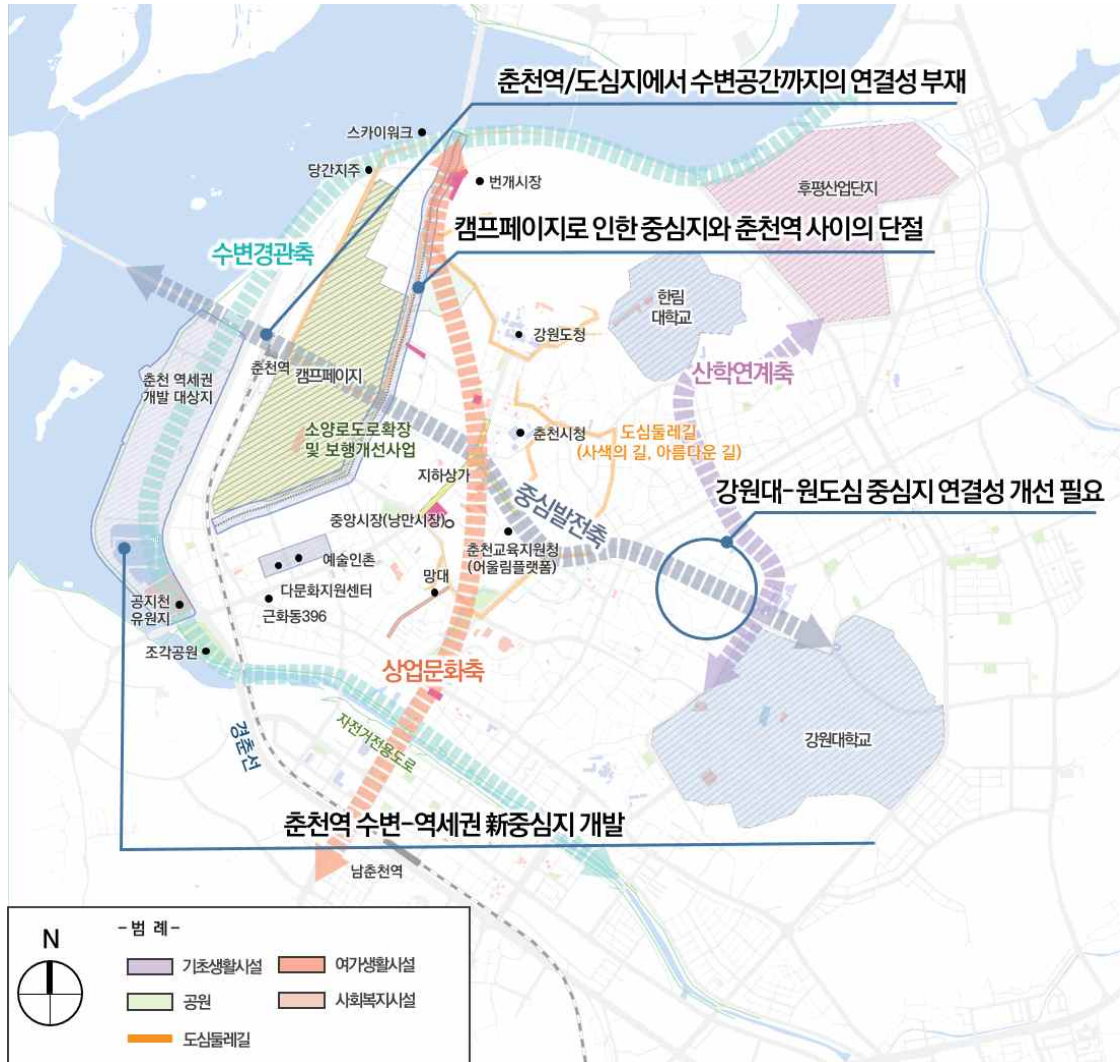 춘천역/도심지에서 수변공간까지의 연결성 부재
스카이워크
당간지주
번개시장
후평산업단지
캠프페이지로 인한 중심지와 춘천역 사이의 단절
수변경관축
한림
대학교
강원도청
춘천역
캠프페이지
산학연계축
춘천 역세권
개발 대상지
소양로도로확장
및 보행개선사업
춘천시청
도심둘레길
(사색의 길, 아름다운 길)
지하상가
중심발전축
강원대-원도심 중심지 연결성 개선 필요
중앙시장(낭만시장)
춘천교육지원청
(어울림플랫폼)
예술인촌
망대
다문화지원센터
공지천
유원지
근화동396
조각공원
상업문화축
강원대학교
경춘선
자전거전용도로
춘천역 수변-역세권 新중심지 개발
남춘천역
N
-범 례-
기초생활시설
여가생활시설
공원
사회복지시설
도심둘레길